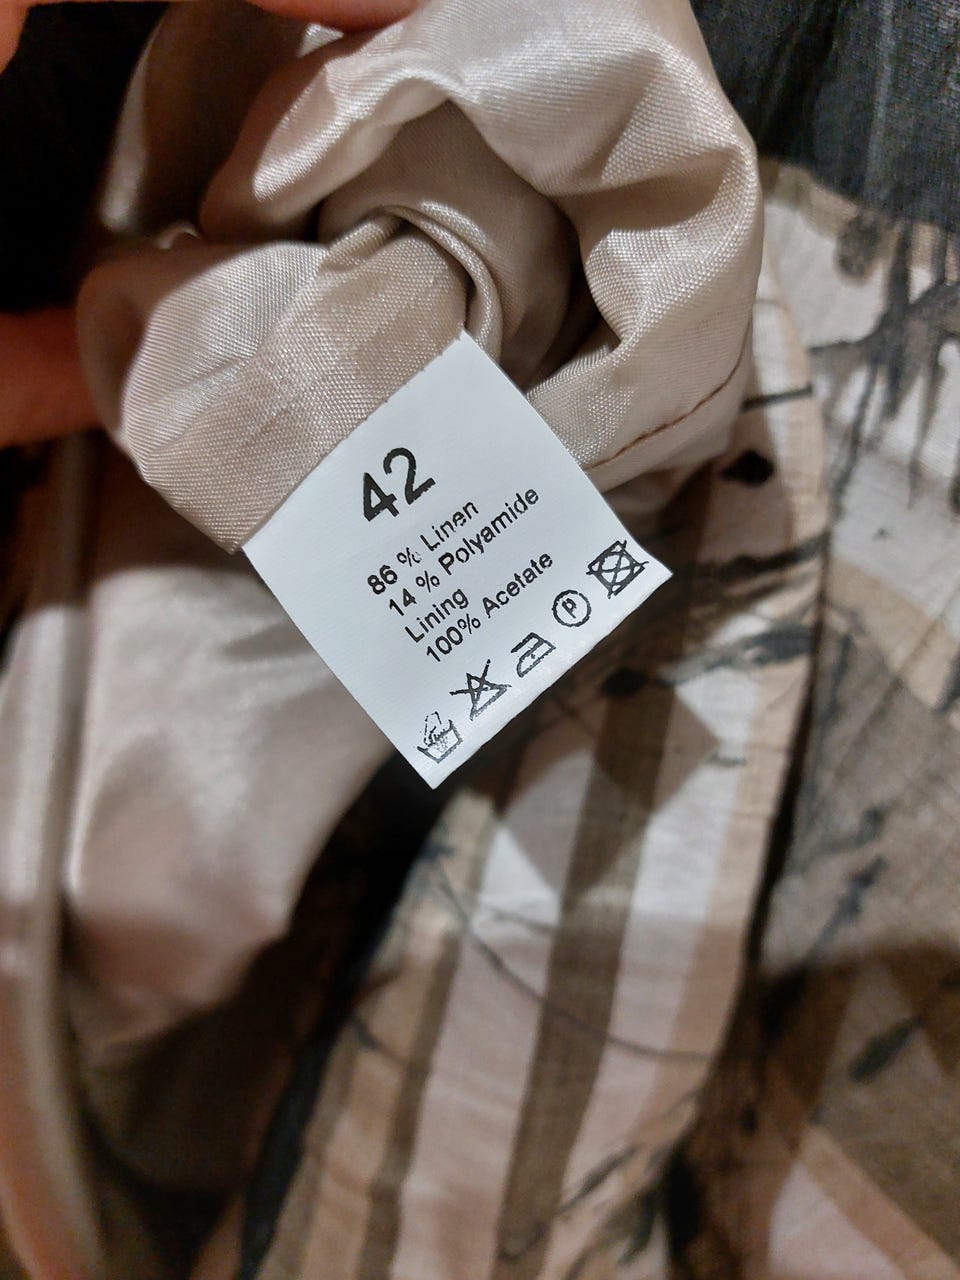 42
86 % Linen
14 % Polyamide
Lining
100% Acetate
P